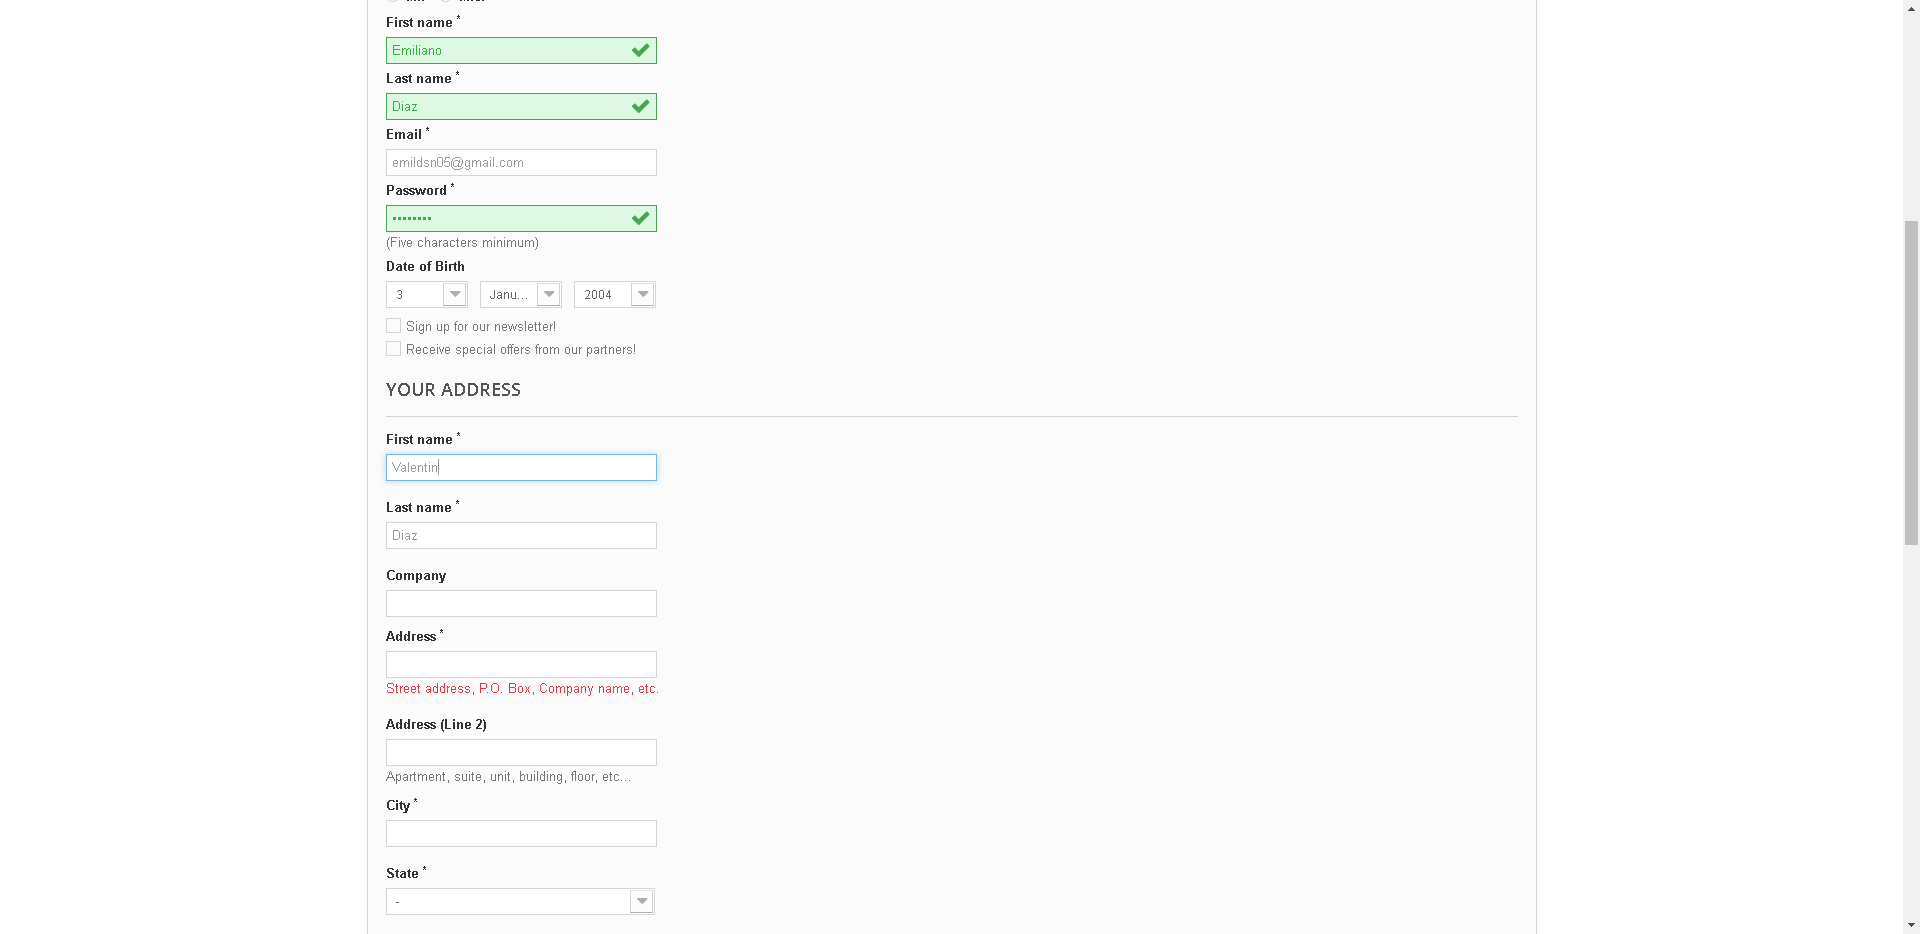 First name *
Emiliano
Last name *
Diaz
Email *
emildsn05@gmail.com
Password *
••••••••
(Five characters minimum)
Date of Birth
3 Janu... 2004
Sign up for our newsletter!
Receive special offers from our partners!
YOUR ADDRESS
First name *
Valentin
Last name *
Diaz
Company
Address *
Street address, P.O. Box, Company name, etc.
Address (Line 2)
Apartment, suite, unit, building, floor, etc...
City *
State *
-